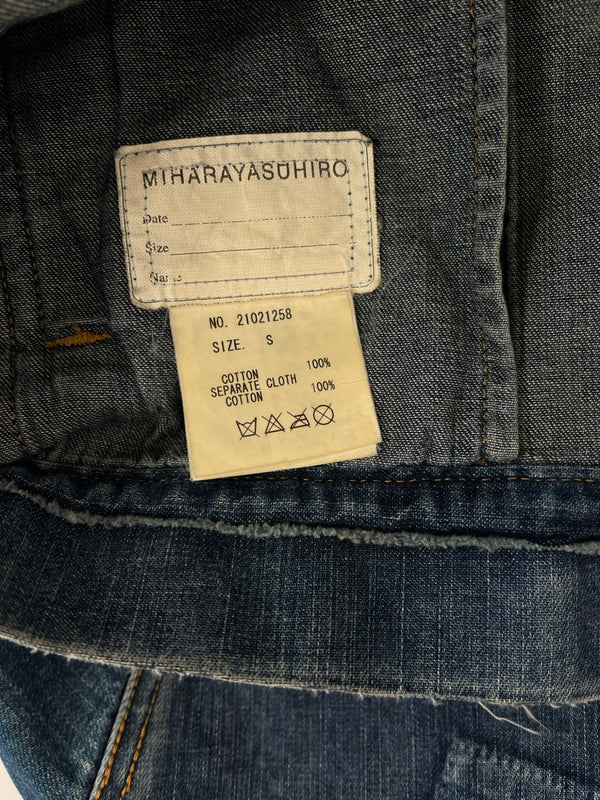 MIHARAYASUHIRO
Date
Size
Name
NO. 21021258
SIZE. S
COTTON 100%
SEPARATE CLOTH
COTTON 100%